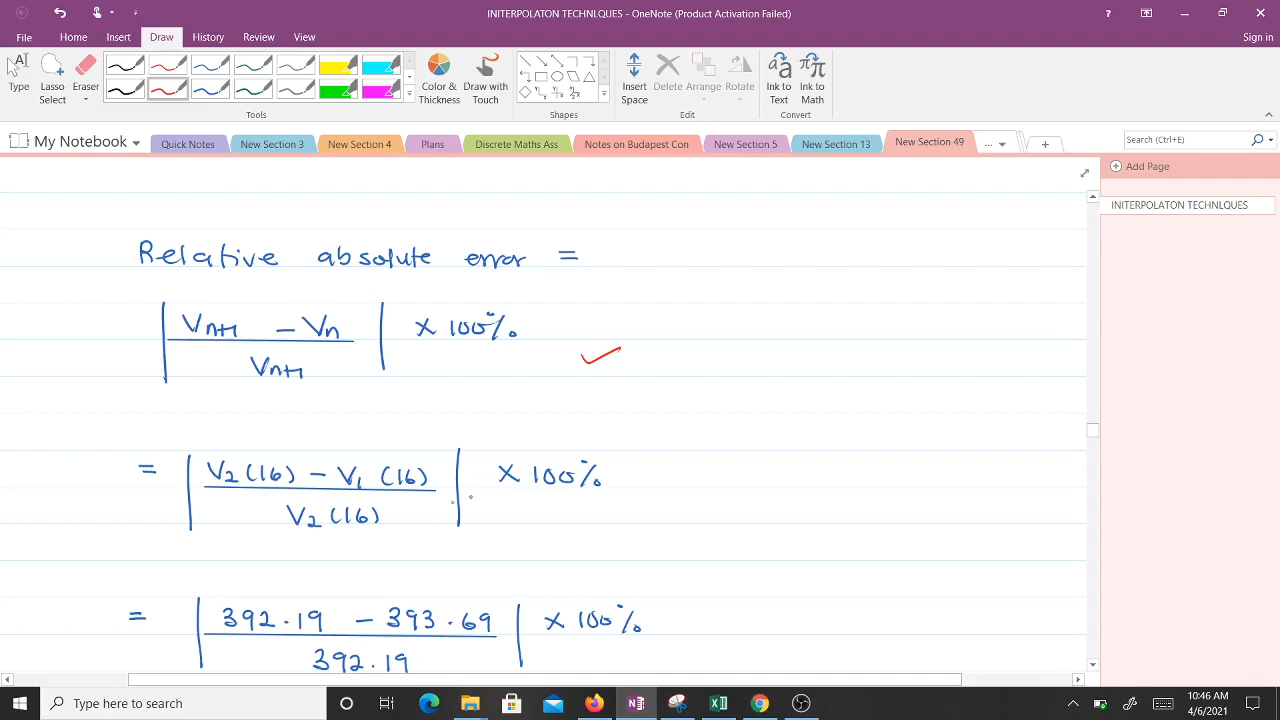 INITERPOLATON TECHNLQUES - OneNote (Product Activation Failed)
?
File Home Insert Draw History Review View
Sign in
Type
Lasso Select
Eraser
Color & Thickness
Draw with Touch
Insert Space
Delete
Arrange
Rotate
Ink to Text
Ink to Math
Tools
Shapes
Edit
Convert
My Notebook
Quick Notes New Section 3 New Section 4 Plans Discrete Maths Ass Notes on Budapest Con New Section 5 New Section 13 New Section 49 ... +
Search (Ctrl+E)
Add Page
INITERPOLATON TECHNLQUES
Relative absolute error =
| Vn+1 - Vn | × 100%
Vn+1
= | V2(16) - V1(16) | × 100%
V2(16)
= | 392.19 - 393.69 | × 100%
392.19
Type here to search
10:46 AM
4/6/2021